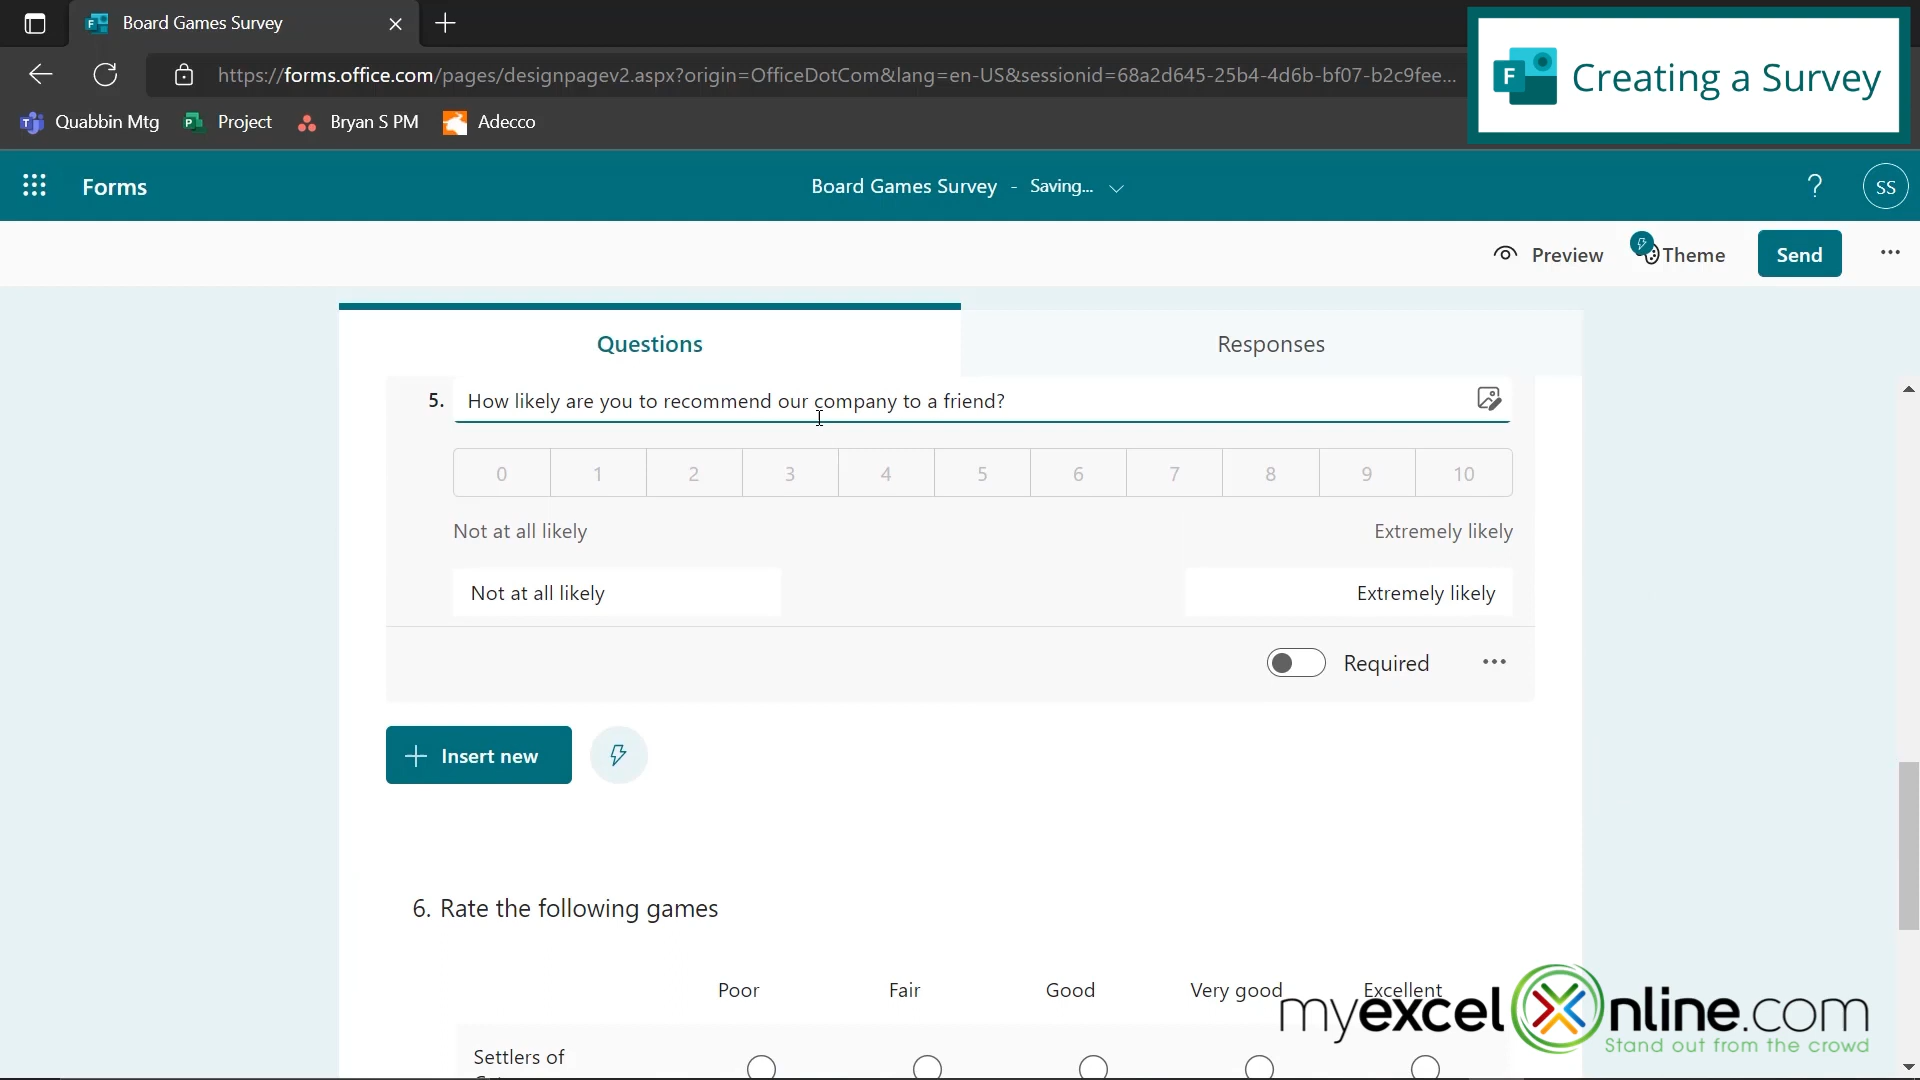 Board Games Survey
https://forms.office.com/pages/designpagev2.aspx?origin=OfficeDotCom&lang=en-US&sessionid=68a2d645-25b4-4d6b-bf07-b2c9fee...
F Creating a Survey
Quabbin Mtg Project Bryan S PM Adecco
Forms Board Games Survey - Saving... ? SS
Preview Theme Send ...
Questions Responses
5. How likely are you to recommend our company to a friend?
0 1 2 3 4 5 6 7 8 9 10
Not at all likely Extremely likely
Not at all likely Extremely likely
Required ...
+ Insert new
6. Rate the following games
Poor Fair Good Very good Excellent
myexcelOnline.com
Stand out from the crowd
Settlers of